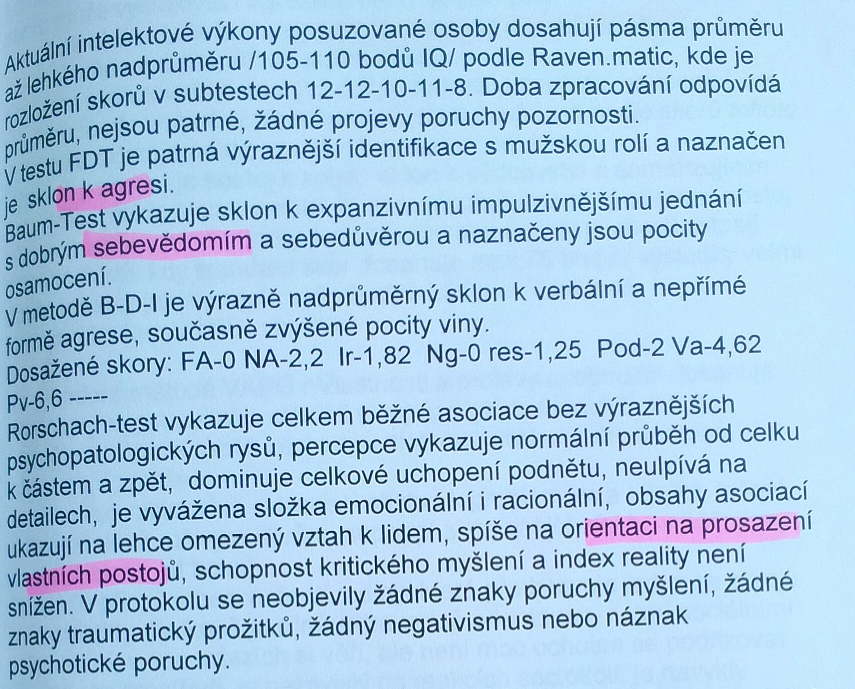 Aktuální intelektové výkony posuzované osoby dosahují pásma průměru
až lehkého nadprůměru /105-110 bodů IQ/ podle Raven.matic, kde je
rozložení skorů v subtestech 12-12-10-11-8. Doba zpracování odpovídá
průměru, nejsou patrné, žádné projevy poruchy pozornosti.
V testu FDT je patrná výraznější identifikace s mužskou rolí a naznačen
je sklon k agresi.
Baum-Test vykazuje sklon k expanzivnímu impulzivnějšímu jednání
s dobrým sebevědomím a sebedůvěrou a naznačeny jsou pocity
osamocení.
V metodě B-D-I je výrazně nadprůměrný sklon k verbální a nepřímé
formě agrese, současně zvýšené pocity viny.
Dosažené skory: FA-0 NA-2,2 Ir-1,82 Ng-0 res-1,25 Pod-2 Va-4,62
Pv-6,6 -----
Rorschach-test vykazuje celkem běžné asociace bez výraznějších
psychopatologických rysů, percepce vykazuje normální průběh od celku
k částem a zpět, dominuje celkové uchopení podnětu, neulpívá na
detailech, je vyvážena složka emocionální i racionální, obsahy asociací
ukazují na lehce omezený vztah k lidem, spíše na orientaci na prosazení
vlastních postojů, schopnost kritického myšlení a index reality není
snížen. V protokolu se neobjevily žádné znaky poruchy myšlení, žádné
znaky traumatický prožitků, žádný negativismus nebo náznak
psychotické poruchy.